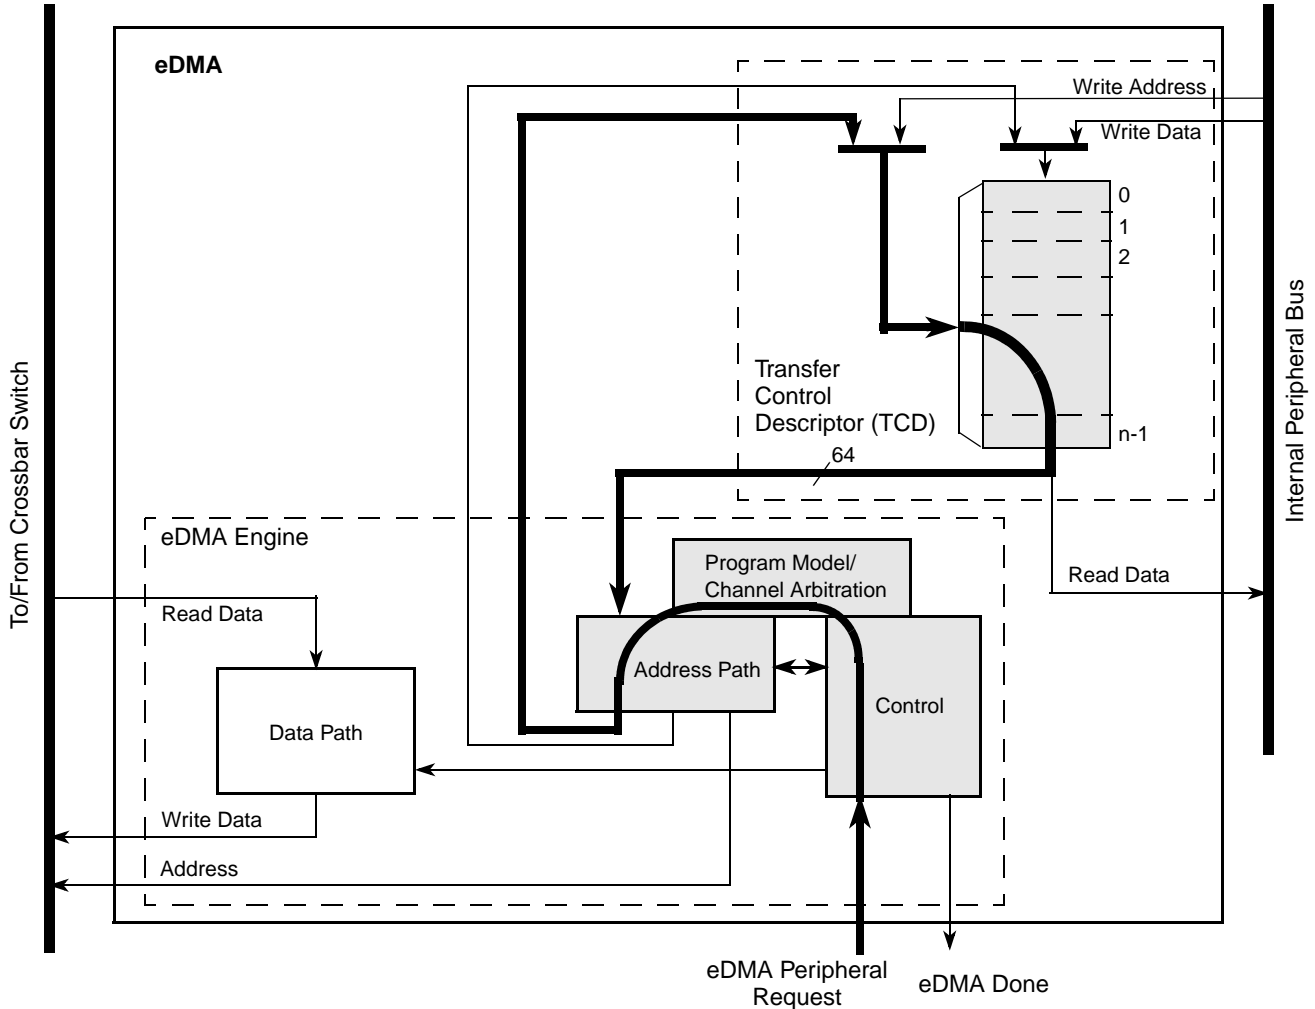 eDMA
Write Address
Write Data
0
1
2
n-1
Transfer
Control
Descriptor (TCD)
64
To/From Crossbar Switch
Internal Peripheral Bus
eDMA Engine
Program Model/
Channel Arbitration
Read Data
Read Data
Address Path
Control
Data Path
Write Data
Address
eDMA Peripheral
Request
eDMA Done